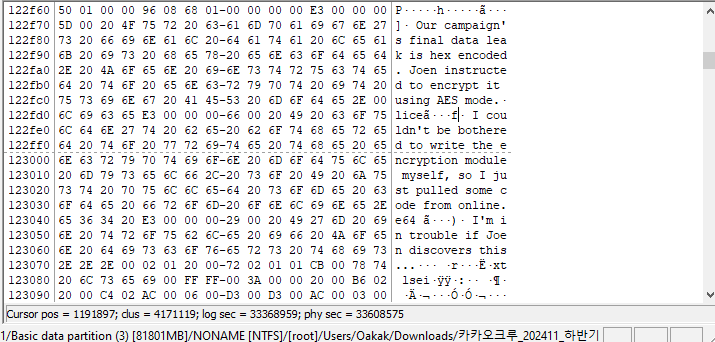 122f60 50 01 00 00 96 08 68 01-00 00 00 00 E3 00 00 00 P·····h·····ã···
122f70 5D 00 20 4F 75 72 20 63-61 6D 70 61 69 67 6E 27 ]· Our campaign'
122f80 73 20 66 69 6E 61 6C 20-64 61 74 61 20 6C 65 61 s final data lea
122f90 6B 20 69 73 20 68 65 78-20 65 6E 63 6F 64 65 64 k is hex encoded
122fa0 2E 20 4A 6F 65 6E 20 69-6E 73 74 72 75 63 74 65 . Joen instructe
122fb0 64 20 74 6F 20 65 6E 63-72 79 70 74 20 69 74 20 d to encrypt it
122fc0 75 73 69 6E 67 20 41 45-53 20 6D 6F 64 65 2E 00 using AES mode.·
122fd0 6C 69 63 65 E3 00 00 00-66 00 20 49 20 63 6F 75 liceã···f· I cou
122fe0 6C 64 6E 27 74 20 62 65-20 62 6F 74 68 65 72 65 ldn't be bothere
122ff0 64 20 74 6F 20 77 72 69-74 65 20 74 68 65 20 65 d to write the e
123000 6E 63 72 79 70 74 69 6F-6E 20 6D 6F 64 75 6C 65 ncryption module
123010 20 6D 79 73 65 6C 66 2C-20 73 6F 20 49 20 6A 75 myself, so I ju
123020 73 74 20 70 75 6C 6C 65-64 20 73 6F 6D 65 20 63 st pulled some c
123030 6F 64 65 20 66 72 6F 6D-20 6F 6E 6C 69 6E 65 2E ode from online.
123040 65 36 34 20 E3 00 00 00-29 00 20 49 27 6D 20 69 e64 ã···)· I'm i
123050 6E 20 74 72 6F 75 62 6C-65 20 69 66 20 4A 6F 65 n trouble if Joe
123060 6E 20 64 69 73 63 6F 76-65 72 73 20 74 68 69 73 n discovers this
123070 2E 2E 2E 00 02 01 20 00-72 02 01 01 CB 00 78 74 ...··· ·r···Ë·xt
123080 6C 73 65 69 00 FF FF-00 3A 00 00 20 00 B6 02 lsei·ÿÿ·:·· ·¶·
123090 20 00 C4 02 AC 00 06 00-D3 00 D3 00 AC 00 03 00 ·Ä·¬···Ó·Ó·¬···
Cursor pos = 1191897; clus = 4171119; log sec = 33368959; phy sec = 33608575
1/Basic data partition (3) [81801MB]/NONAME [NTFS]/[root]/Users/Oakak/Downloads/카카오크루_202411_하반기